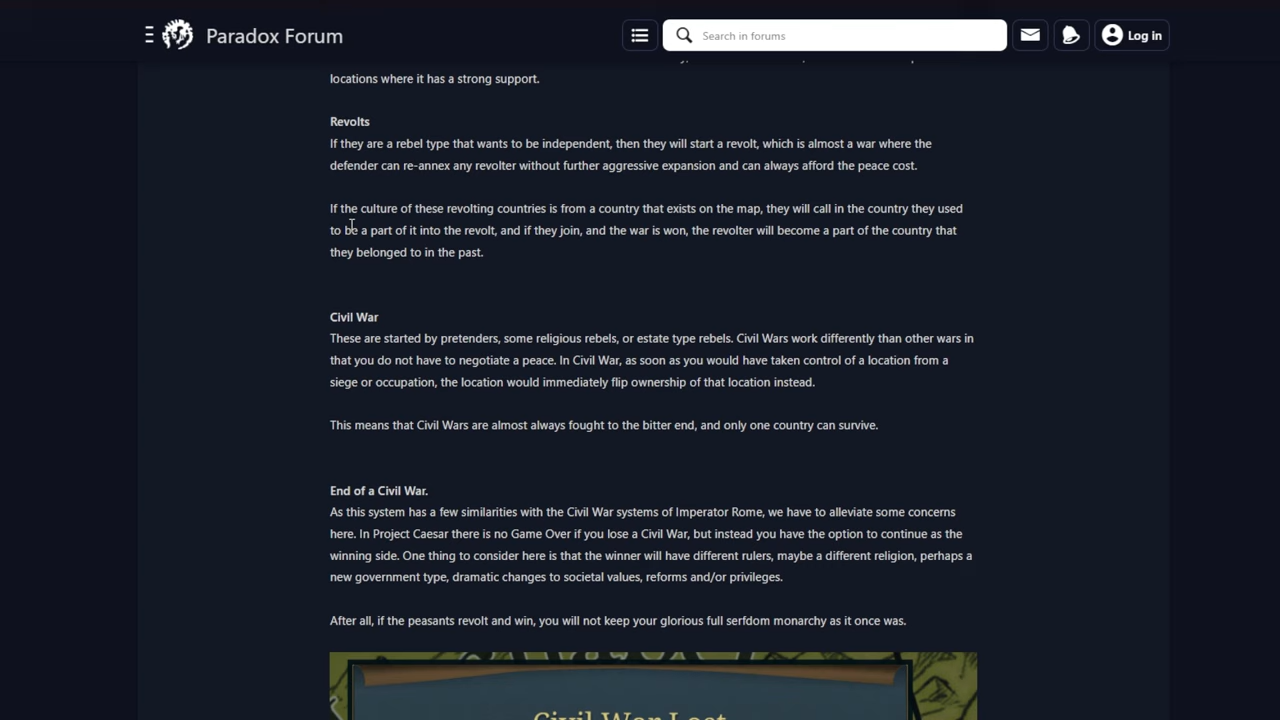 Paradox Forum
Search in forums
Log in
locations where it has a strong support.
Revolts
If they are a rebel type that wants to be independent, then they will start a revolt, which is almost a war where the
defender can re-annex any revolter without further aggressive expansion and can always afford the peace cost.
If the culture of these revolting countries is from a country that exists on the map, they will call in the country they used
to be a part of it into the revolt, and if they join, and the war is won, the revolter will become a part of the country that
they belonged to in the past.
Civil War
These are started by pretenders, some religious rebels, or estate type rebels. Civil Wars work differently than other wars in
that you do not have to negotiate a peace. In Civil War, as soon as you would have taken control of a location from a
siege or occupation, the location would immediately flip ownership of that location instead.
This means that Civil Wars are almost always fought to the bitter end, and only one country can survive.
End of a Civil War.
As this system has a few similarities with the Civil War systems of Imperator Rome, we have to alleviate some concerns
here. In Project Caesar there is no Game Over if you lose a Civil War, but instead you have the option to continue as the
winning side. One thing to consider here is that the winner will have different rulers, maybe a different religion, perhaps a
new government type, dramatic changes to societal values, reforms and/or privileges.
After all, if the peasants revolt and win, you will not keep your glorious full serfdom monarchy as it once was.
Civil War Lost